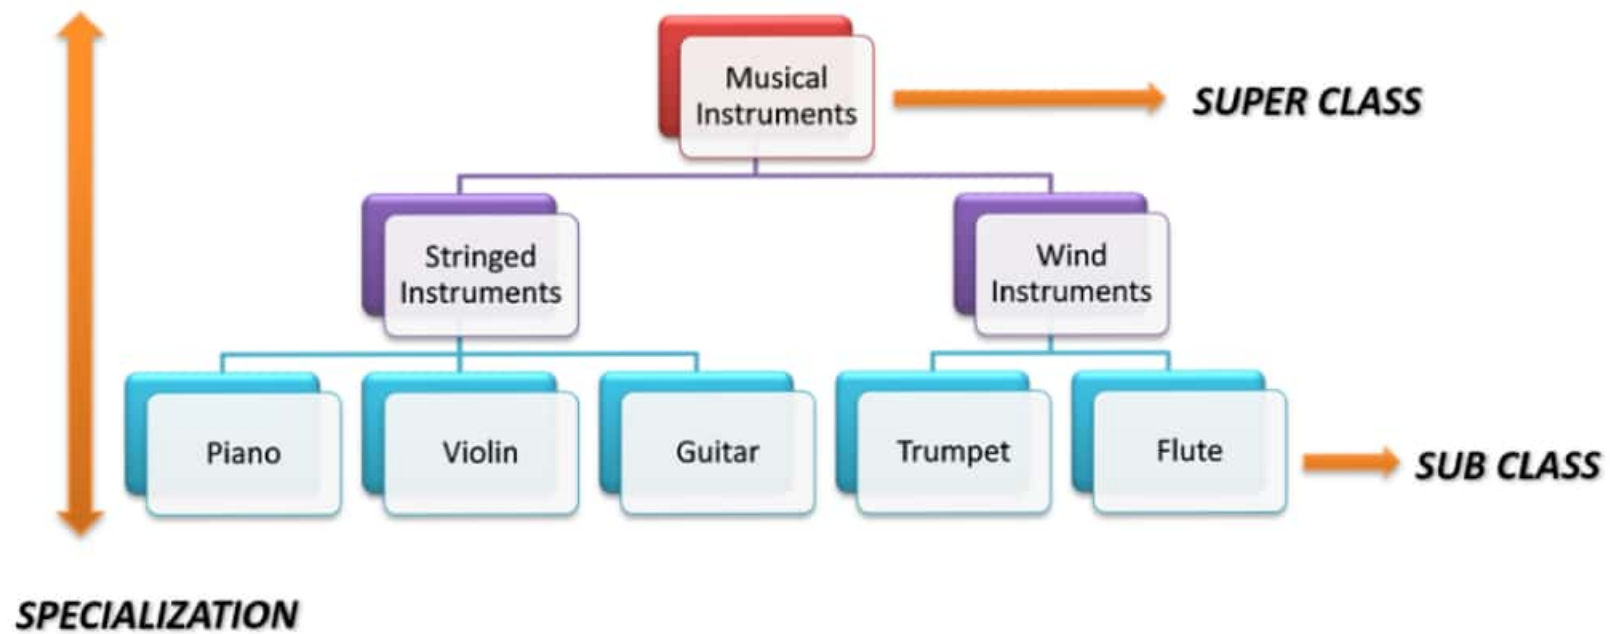 Musical
Instruments
SUPER CLASS
Stringed
Instruments
Wind
Instruments
Piano
Violin
Guitar
Trumpet
Flute
SUB CLASS
SPECIALIZATION